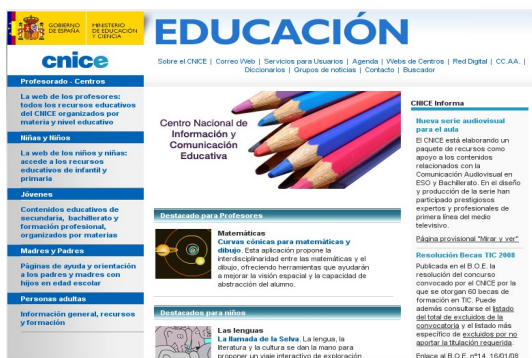 GOBIERNO
DE ESPAÑA
MINISTERIO
DE EDUCACIÓN
Y CIENCIA
cnice
EDUCACIÓN
Sobre el CNICE | Correo Web | Servicios para Usuarios | Agenda | Webs de Centros | Red Digital | CC.AA. |
Diccionarios | Grupos de noticias | Contacto | Buscador
Profesorado - Centros
La web de los profesores:
todos los recursos educativos
del CNICE organizados por
materia y nivel educativo
Niñas y Niños
La web de los niños y niñas:
accede a los recursos
educativos de infantil y
primaria
Jóvenes
Contenidos educativos de
secundaria, bachillerato y
formación profesional,
organizados por materias
Madres y Padres
Páginas de ayuda y orientación
a los padres y madres con
hijos en edad escolar
Personas adultas
Información general, recursos
y formación
Centro Nacional de
Información y
Comunicación
Educativa
Destacado para Profesores
Matemáticas
Curvas cónicas para matemáticas y
dibujo. Esta aplicación propone la
interdisciplinaridad entre las matemáticas y el
dibujo, ofreciendo herramientas que ayudarán
a mejorar la visión espacial y la capacidad de
abstracción del alumno.
Destacados para niños
Las lenguas
La llamada de la Selva. La lengua, la
literatura y la cultura se dan la mano para
proponer un viaje interactivo de exploración,
CNICE Informa
Nueva serie audiovisual
para el aula
El CNICE está elaborando un
paquete de recursos como
apoyo a los contenidos
relacionados con la
Comunicación Audiovisual en
ESO y Bachillerato. En el diseño
y producción de la serie han
participado prestigiosos
expertos y profesionales de
primera línea del medio
televisivo.
Página provisional "Mirar y ver"
Resolución Becas TIC 2008
Publicada en el B.O.E. la
resolución del concurso
convocado por el CNICE por la
que se otorgan 60 becas de
formación en TIC. Puede
además consultarse el listado
del total de excluidos de la
convocatoria y el listado más
específico de excluidos por no
aportar la titulación requerida.
Enlace al B.O.E. nº14, 16/01/08